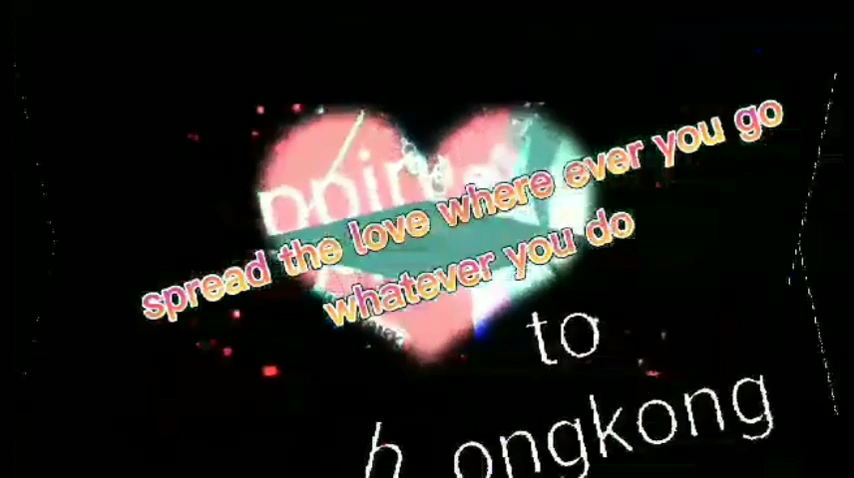 spread the love where ever you go
whatever you do
to
h ongkong